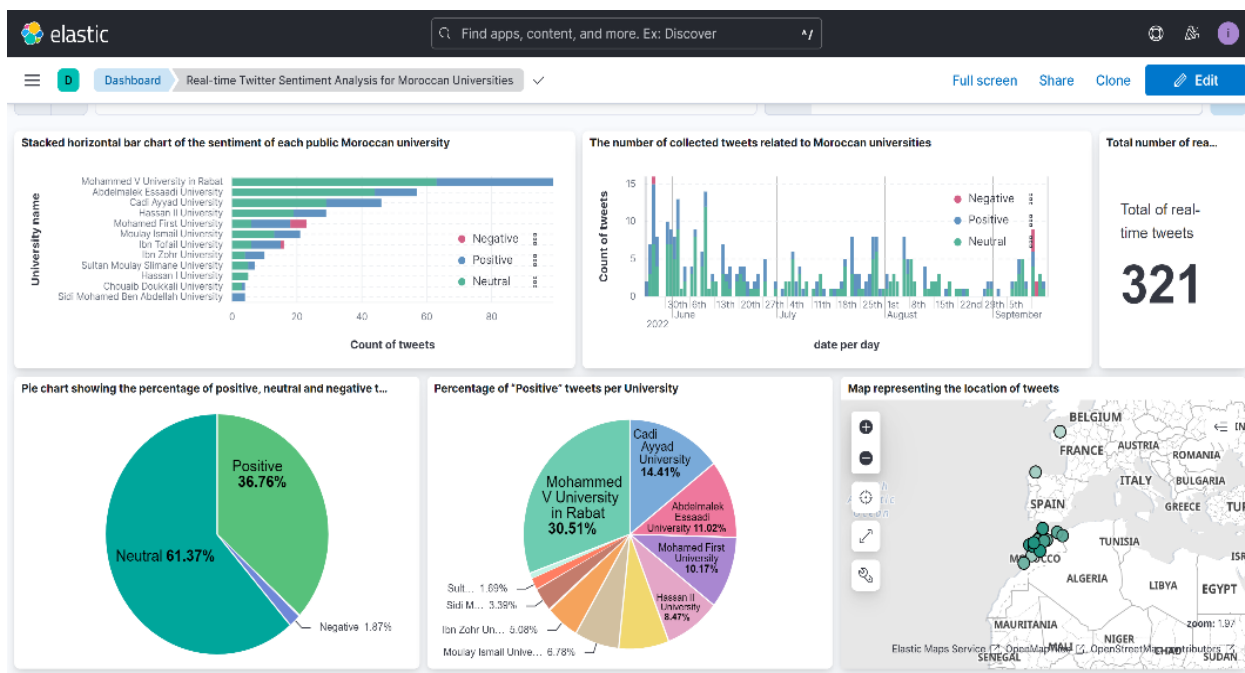 elastic
Find apps, content, and more. Ex: Discover
^/
i
D
Dashboard
Real-time Twitter Sentiment Analysis for Moroccan Universities
Full screen
Share
Clone
Edit
Stacked horizontal bar chart of the sentiment of each public Moroccan university
University name
Mohammed V University in Rabat
Abdelmalek Essaadi University
Cadi Ayyad University
Hassan II University
Mohamed First University
Moulay Ismail University
Ibn Tofail University
Ibn Zohr University
Sultan Moulay Slimane University
Hassan I University
Chouaib Doukkali University
Sidi Mohamed Ben Abdellah University
Negative
Positive
Neutral
0 20 40 60 80
Count of tweets
The number of collected tweets related to Moroccan universities
Count of tweets
15
10
5
0
Negative
Positive
Neutral
30th 6th 13th 20th 27th 4th 11th 18th 25th 1st 8th 15th 22nd 29th 5th
June July August September
2022
date per day
Total number of rea...
Total of real-
time tweets
321
Pie chart showing the percentage of positive, neutral and negative t...
Positive
36.76%
Neutral 61.37%
Negative 1.87%
Percentage of "Positive" tweets per University
Cadi
Ayyad
University
14.41%
Mohammed
V University
in Rabat
30.51%
Abdelmalek
Essaadi
University 11.02%
Mohamed First
University
10.17%
Hassan II
University
8.47%
Sult... 1.69%
Sidi M... 3.39%
Ibn Zohr Un... 5.08%
Moulay Ismail Unive... 6.78%
Map representing the location of tweets
BELGIUM
IN
FRANCE
AUSTRIA
ROMANIA
ITALY
BULGARIA
SPAIN
GREECE
TUR
TUNISIA
ISR
ALGERIA
LIBYA
EGYPT
MAURITANIA
zoom: 1.97
NIGER
MALI
SENEGAL
SUDAN
Elastic Maps Service
OpenStreetMap contributors